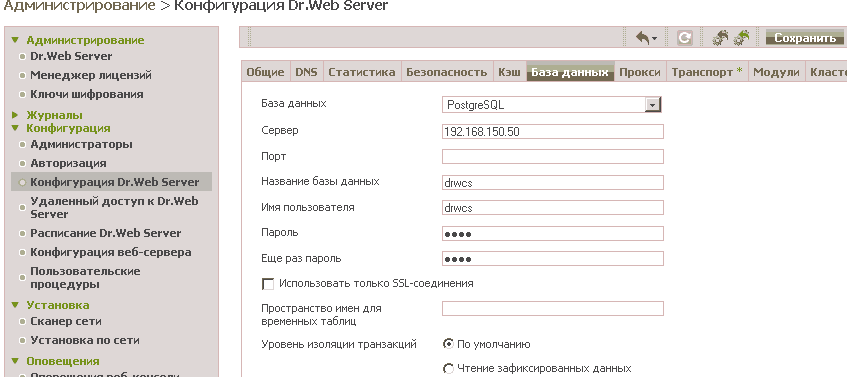 Администрирование > Конфигурация Dr.Web Server
Администрирование
Dr.Web Server
Менеджер лицензий
Ключи шифрования
Журналы
Конфигурация
Администраторы
Авторизация
Конфигурация Dr.Web Server
Удаленный доступ к Dr.Web
Server
Расписание Dr.Web Server
Конфигурация веб-сервера
Пользовательские
процедуры
Установка
Сканер сети
Установка по сети
Оповещения
Оповещения веб-консоли
Сохранить
Общие DNS Статистика Безопасность Кэш База данных Прокси Транспорт * Модули Класте
База данных PostgreSQL
Сервер 192.168.150.50
Порт
Название базы данных drwcs
Имя пользователя drwcs
Пароль ••••
Еще раз пароль ••••
Использовать только SSL-соединения
Пространство имен для
временных таблиц
Уровень изоляции транзакций По умолчанию
Чтение зафиксированных данных